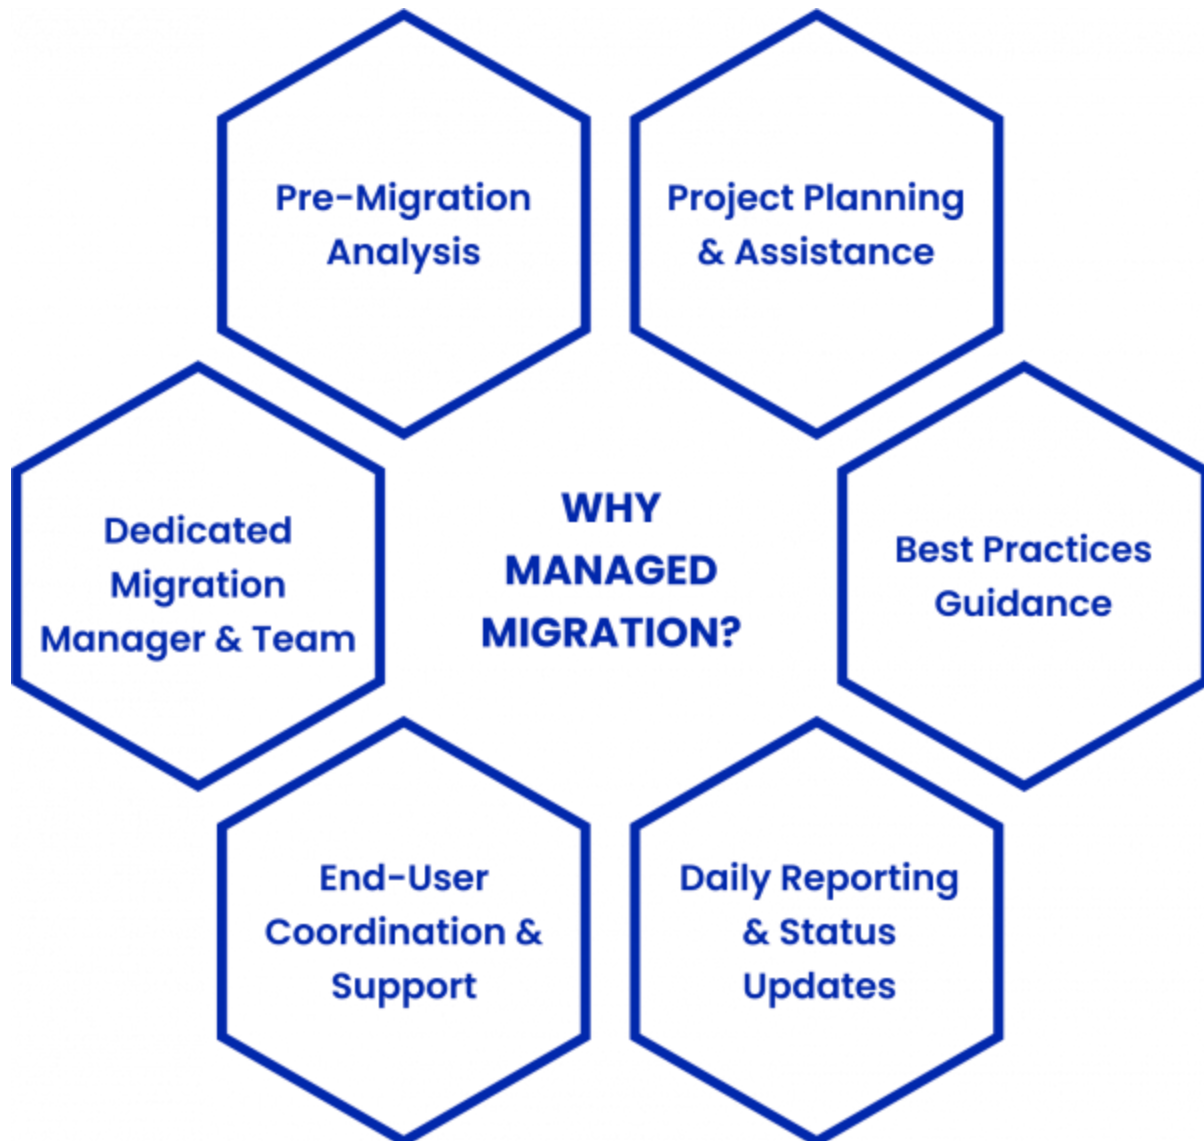 Pre-Migration
Analysis
Project Planning
& Assistance
Dedicated
Migration
Manager & Team
WHY
MANAGED
MIGRATION?
Best Practices
Guidance
End-User
Coordination &
Support
Daily Reporting
& Status
Updates